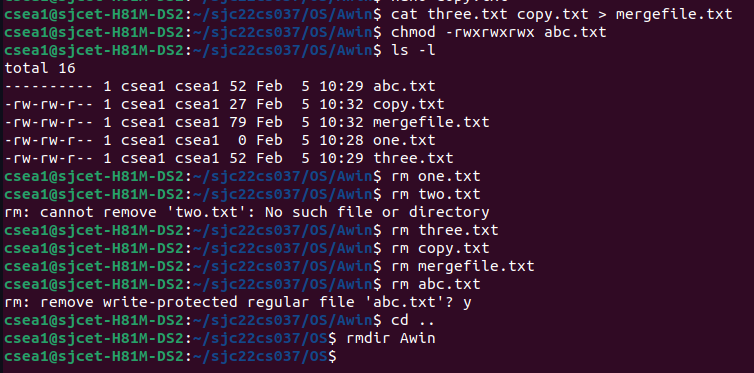 csea1@sjcet-H81M-DS2:~/sjc22cs037/OS/Awin$ cat three.txt copy.txt > mergefile.txt
csea1@sjcet-H81M-DS2:~/sjc22cs037/OS/Awin$ chmod -rwxrwxrwx abc.txt
csea1@sjcet-H81M-DS2:~/sjc22cs037/OS/Awin$ ls -l
total 16
---------- 1 csea1 csea1 52 Feb  5 10:29 abc.txt
-rw-rw-r-- 1 csea1 csea1 27 Feb  5 10:32 copy.txt
-rw-rw-r-- 1 csea1 csea1 79 Feb  5 10:32 mergefile.txt
-rw-rw-r-- 1 csea1 csea1  0 Feb  5 10:28 one.txt
-rw-rw-r-- 1 csea1 csea1 52 Feb  5 10:29 three.txt
csea1@sjcet-H81M-DS2:~/sjc22cs037/OS/Awin$ rm one.txt
csea1@sjcet-H81M-DS2:~/sjc22cs037/OS/Awin$ rm two.txt
rm: cannot remove 'two.txt': No such file or directory
csea1@sjcet-H81M-DS2:~/sjc22cs037/OS/Awin$ rm three.txt
csea1@sjcet-H81M-DS2:~/sjc22cs037/OS/Awin$ rm copy.txt
csea1@sjcet-H81M-DS2:~/sjc22cs037/OS/Awin$ rm mergefile.txt
csea1@sjcet-H81M-DS2:~/sjc22cs037/OS/Awin$ rm abc.txt
rm: remove write-protected regular file 'abc.txt'? y
csea1@sjcet-H81M-DS2:~/sjc22cs037/OS/Awin$ cd ..
csea1@sjcet-H81M-DS2:~/sjc22cs037/OS$ rmdir Awin
csea1@sjcet-H81M-DS2:~/sjc22cs037/OS$